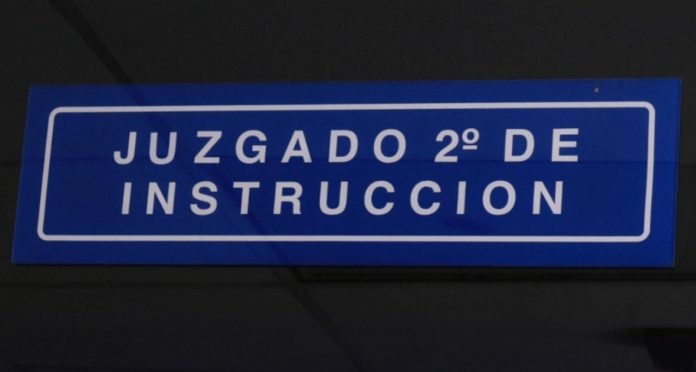 JUZGADO 2º DE
INSTRUCCION